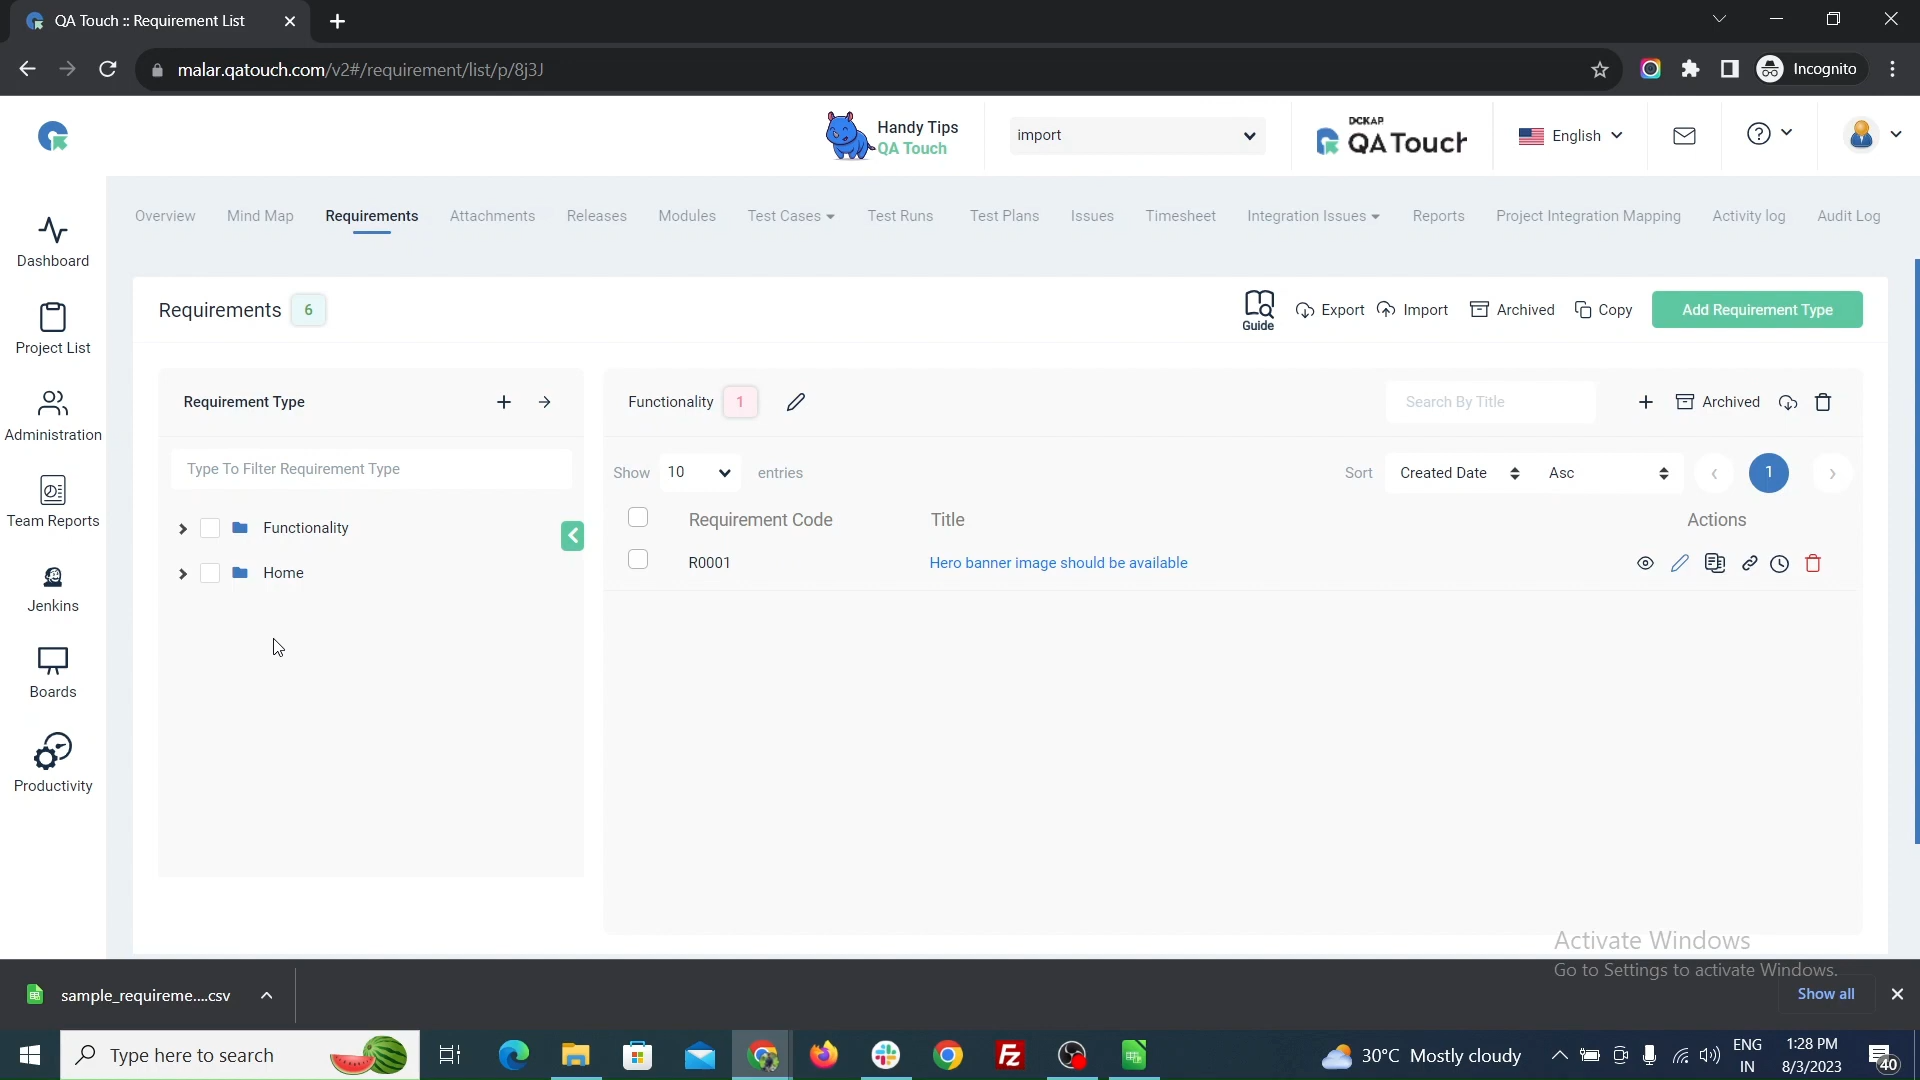 QA Touch :: Requirement List
malar.qatouch.com/v2#/requirement/list/p/8j3J
Incognito
Handy Tips
QA Touch
import
DCKAP
QA Touch
English
Overview
Mind Map
Requirements
Attachments
Releases
Modules
Test Cases
Test Runs
Test Plans
Issues
Timesheet
Integration Issues
Reports
Project Integration Mapping
Activity log
Audit Log
Dashboard
Project List
Administration
Team Reports
Jenkins
Boards
Productivity
Requirements 6
Guide
Export
Import
Archived
Copy
Add Requirement Type
Requirement Type
Functionality 1
Search By Title
Archived
Type To Filter Requirement Type
Show 10 entries
Sort Created Date Asc
1
Functionality
Home
Requirement Code Title Actions
R0001 Hero banner image should be available
Activate Windows
Go to Settings to activate Windows.
sample_requireme....csv
Show all
Type here to search
30°C Mostly cloudy
ENG
IN
1:28 PM
8/3/2023
40